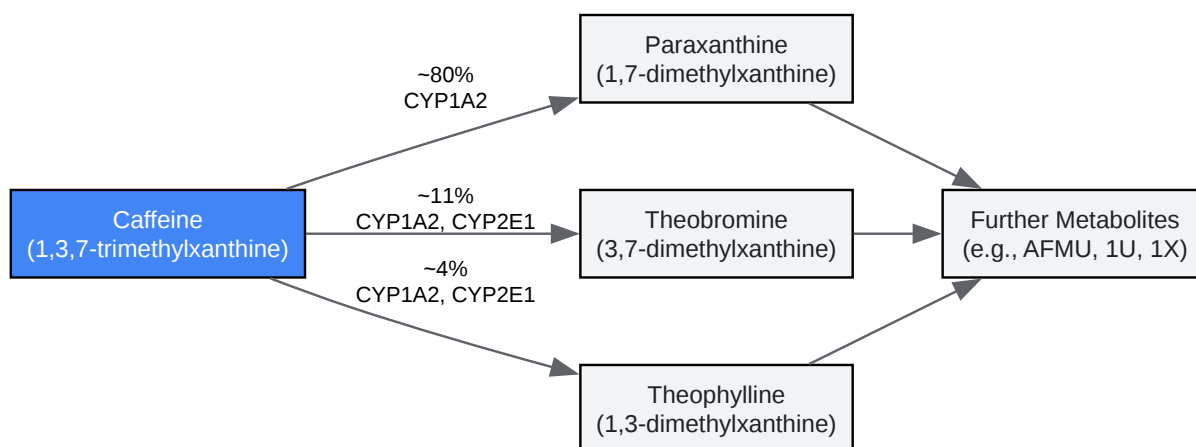 Paraxanthine
(1,7-dimethylxanthine)
~80%
CYP1A2
Caffeine
(1,3,7-trimethylxanthine)
~11%
CYP1A2, CYP2E1
Theobromine
(3,7-dimethylxanthine)
Further Metabolites
(e.g., AFMU, 1U, 1X)
~4%
CYP1A2, CYP2E1
Theophylline
(1,3-dimethylxanthine)